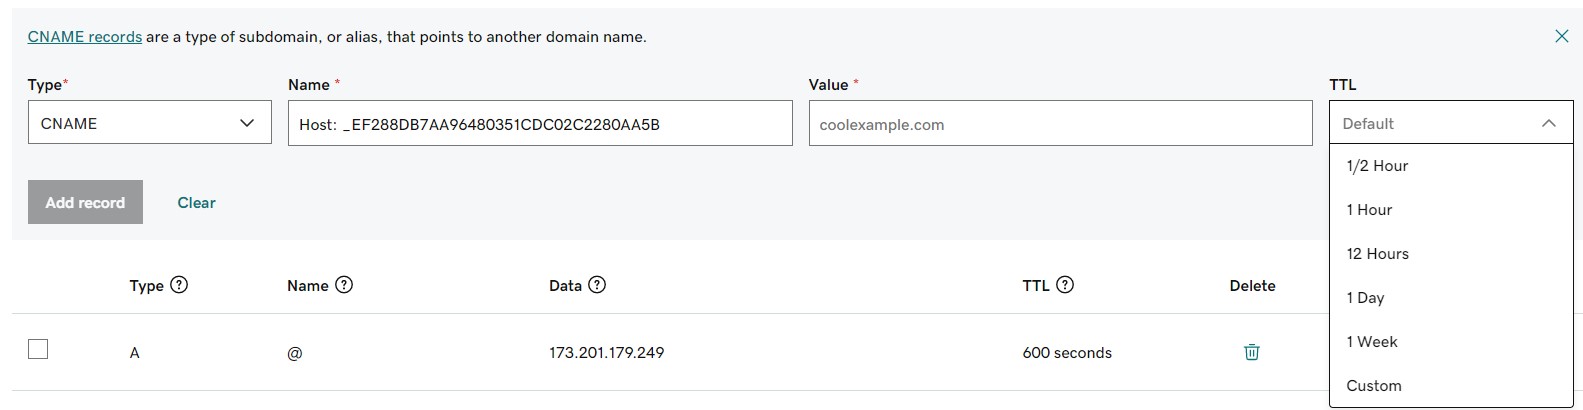 CNAME records are a type of subdomain, or alias, that points to another domain name.
Type* Name * Value * TTL
CNAME Host: _EF288DB7AA96480351CDC02C2280AA5B coolexample.com Default
1/2 Hour
Add record Clear 1 Hour
12 Hours
Type ? Name ? Data ? TTL ? Delete 1 Day
1 Week
A @ 173.201.179.249 600 seconds
Custom